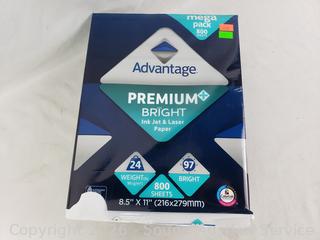 mega
pack
800
SHEETS
Advantage
PREMIUM+
BRIGHT
Ink Jet & Laser
Paper
24
WEIGHT
97
BRIGHT
800
SHEETS
8.5" X 11" (216x279mm)